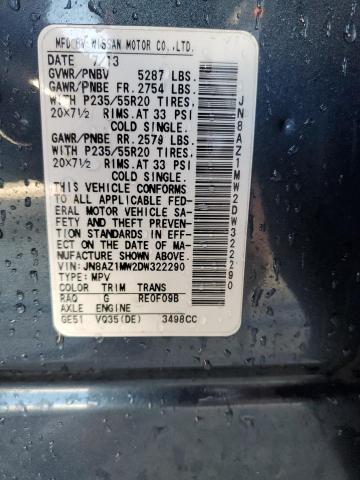 MFD BY NISSAN MOTOR CO.,LTD.
DATE /13
GVWR/PNBV 5287 LBS.
GAWR/PNBE FR. 2754 LBS.
WITH P235/55R20 TIRES,
20X7½ RIMS. AT 33 PSI
COLD SINGLE.
GAWR/PNBE RR. 2579 LBS.
WITH P235/55R20 TIRES,
20X7½ RIMS. AT 33 PSI
COLD SINGLE.
THIS VEHICLE CONFORMS
TO ALL APPLICABLE FED-
ERAL MOTOR VEHICLE SA-
FETY AND THEFT PREVENTION
STANDARDS IN EFF-
ECT ON THE DATE OF MA-
NUFACTURE SHOWN ABOVE.
VIN: JN8AZ1MW2DW322290
TYPE: MPV
COLOR TRIM TRANS
RAQ G RE0F09B
AXLE ENGINE
GE51 VQ35(DE) 3498CC
JN8AZ1MW2DW322290